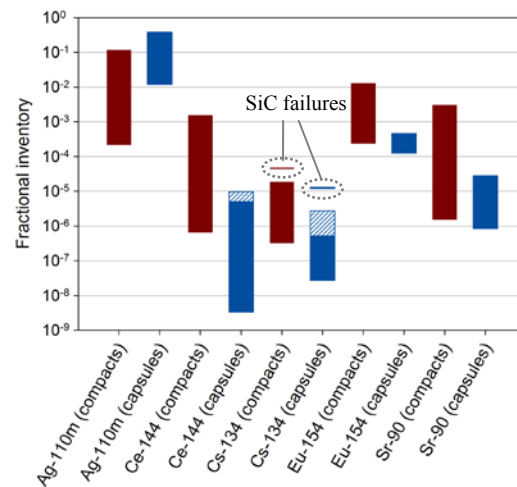 Fractional inventory
10⁰
10⁻¹
10⁻²
10⁻³
10⁻⁴
10⁻⁵
10⁻⁶
10⁻⁷
10⁻⁸
10⁻⁹
SiC failures
Ag-110m (compacts)
Ag-110m (capsules)
Ce-144 (compacts)
Ce-144 (capsules)
Cs-134 (compacts)
Cs-134 (capsules)
Eu-154 (compacts)
Eu-154 (capsules)
Sr-90 (compacts)
Sr-90 (capsules)